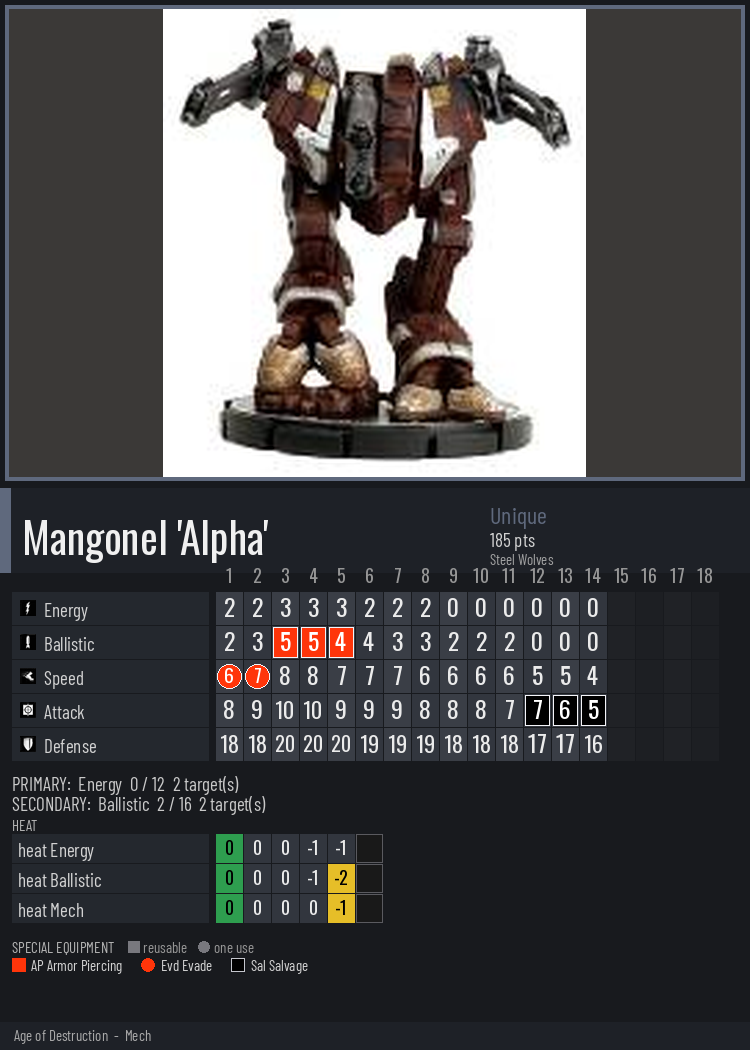 Mangonel 'Alpha'
Unique
185 pts
Steel Wolves
1 2 3 4 5 6 7 8 9 10 11 12 13 14 15 16 17 18
Energy 2 2 3 3 3 2 2 2 0 0 0 0 0 0
Ballistic 2 3 5 5 4 4 3 3 2 2 2 0 0 0
Speed 6 7 8 8 7 7 7 6 6 6 6 5 5 4
Attack 8 9 10 10 9 9 9 8 8 8 7 7 6 5
Defense 18 18 20 20 20 19 19 19 18 18 18 17 17 16
PRIMARY: Energy 0 / 12 2 target(s)
SECONDARY: Ballistic 2 / 16 2 target(s)
HEAT
heat Energy 0 0 0 -1 -1
heat Ballistic 0 0 0 -1 -2
heat Mech 0 0 0 0 -1
SPECIAL EQUIPMENT reusable one use
AP Armor Piercing Evd Evade Sal Salvage
Age of Destruction - Mech